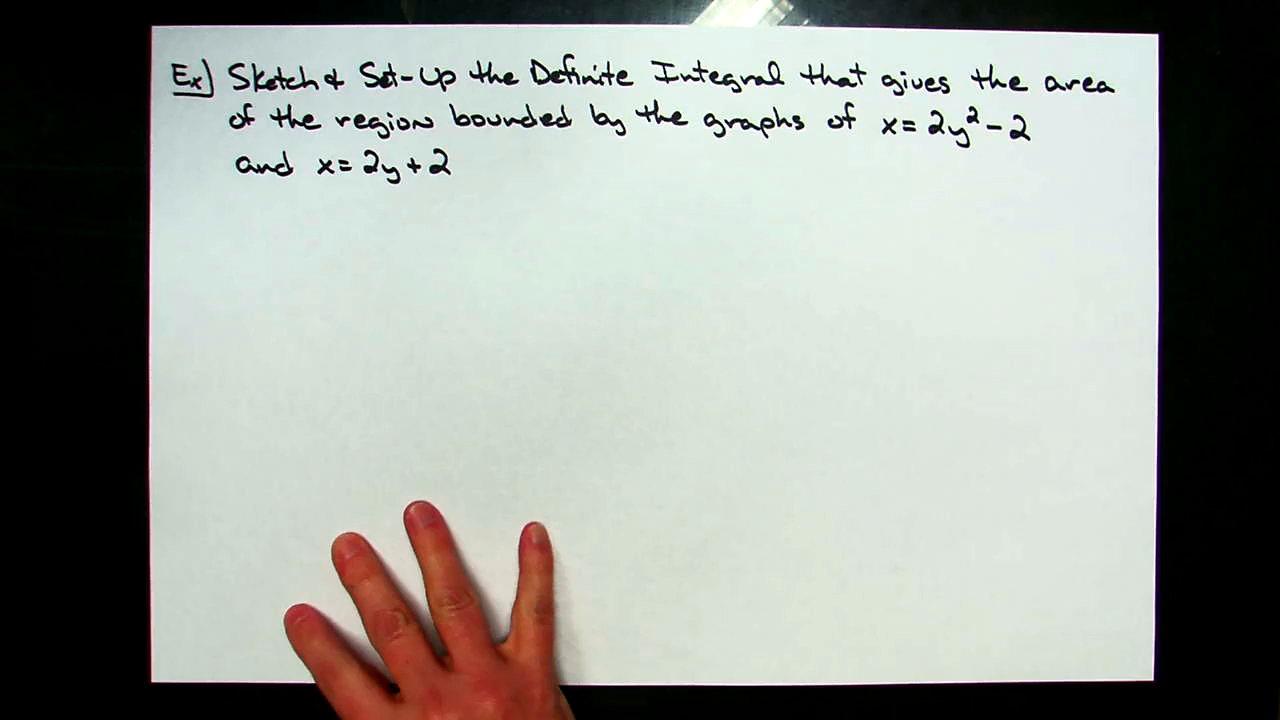 Ex) Sketch & Set-Up the Definite Integral that gives the area
of the region bounded by the graphs of x = 2y² - 2
and x = 2y + 2